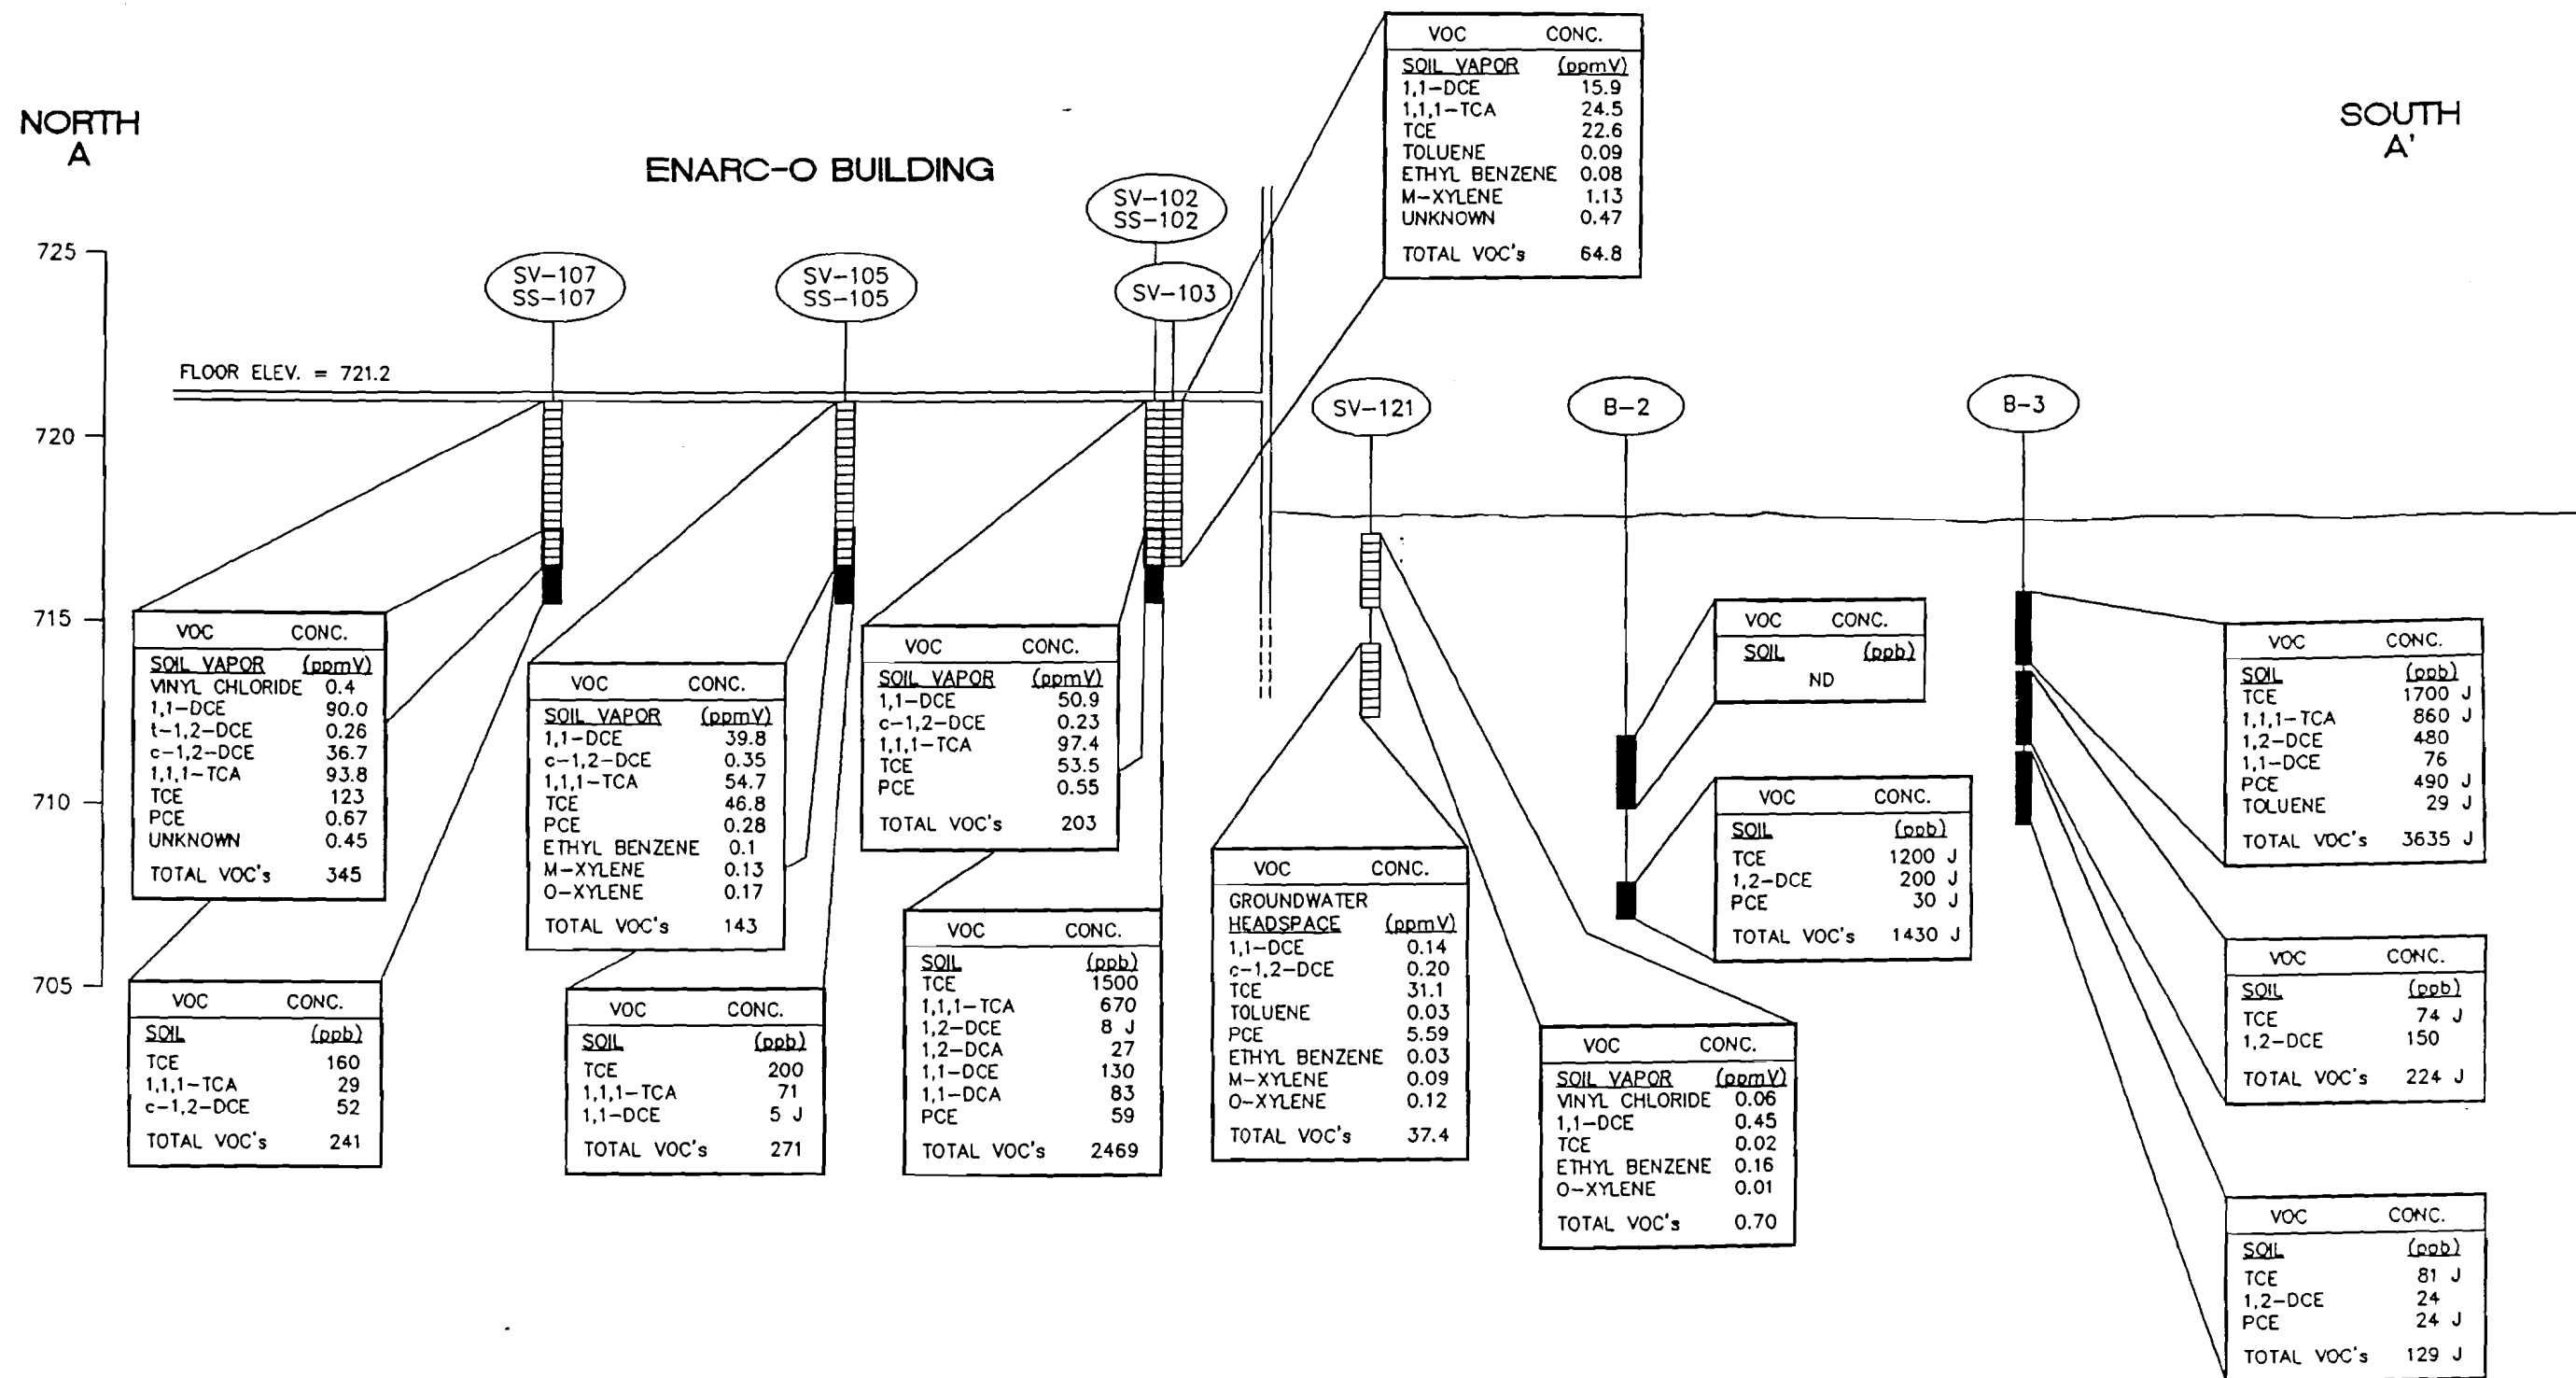 NORTH
A
ENARC-O BUILDING
SOUTH
A'
725
720
715
710
705
FLOOR ELEV. = 721.2
SV-107
SS-107
SV-105
SS-105
SV-102
SS-102
SV-103
SV-121
B-2
B-3
VOC CONC.
SOIL VAPOR (ppmV)
1,1-DCE 15.9
1,1,1-TCA 24.5
TCE 22.6
TOLUENE 0.09
ETHYL BENZENE 0.08
M-XYLENE 1.13
UNKNOWN 0.47
TOTAL VOC's 64.8
VOC CONC.
SOIL VAPOR (ppmV)
VINYL CHLORIDE 0.4
1,1-DCE 90.0
t-1,2-DCE 0.26
c-1,2-DCE 36.7
1,1,1-TCA 93.8
TCE 123
PCE 0.67
UNKNOWN 0.45
TOTAL VOC's 345
VOC CONC.
SOIL (ppb)
TCE 160
1,1,1-TCA 29
c-1,2-DCE 52
TOTAL VOC's 241
VOC CONC.
SOIL VAPOR (ppmV)
1,1-DCE 39.8
c-1,2-DCE 0.35
1,1,1-TCA 54.7
TCE 46.8
PCE 0.28
ETHYL BENZENE 0.1
M-XYLENE 0.13
O-XYLENE 0.17
TOTAL VOC's 143
VOC CONC.
SOIL (ppb)
TCE 200
1,1,1-TCA 71
1,1-DCE 5 J
TOTAL VOC's 271
VOC CONC.
SOIL VAPOR (ppmV)
1,1-DCE 50.9
c-1,2-DCE 0.23
1,1,1-TCA 97.4
TCE 53.5
PCE 0.55
TOTAL VOC's 203
VOC CONC.
SOIL (ppb)
TCE 1500
1,1,1-TCA 670
1,2-DCE 8 J
1,2-DCA 27
1,1-DCE 130
1,1-DCA 83
PCE 59
TOTAL VOC's 2469
VOC CONC.
GROUNDWATER
HEADSPACE (ppmV)
1,1-DCE 0.14
c-1,2-DCE 0.20
TCE 31.1
TOLUENE 0.03
PCE 5.59
ETHYL BENZENE 0.03
M-XYLENE 0.09
O-XYLENE 0.12
TOTAL VOC's 37.4
VOC CONC.
SOIL VAPOR (ppmV)
VINYL CHLORIDE 0.06
1,1-DCE 0.45
TCE 0.02
ETHYL BENZENE 0.16
O-XYLENE 0.01
TOTAL VOC's 0.70
VOC CONC.
SOIL (ppb)
ND
VOC CONC.
SOIL (ppb)
TCE 1200 J
1,2-DCE 200 J
PCE 30 J
TOTAL VOC's 1430 J
VOC CONC.
SOIL (ppb)
TCE 1700 J
1,1,1-TCA 860 J
1,2-DCE 480
1,1-DCE 76
PCE 490 J
TOLUENE 29 J
TOTAL VOC's 3635 J
VOC CONC.
SOIL (ppb)
TCE 74 J
1,2-DCE 150
TOTAL VOC's 224 J
VOC CONC.
SOIL (ppb)
TCE 81 J
1,2-DCE 24
PCE 24 J
TOTAL VOC's 129 J